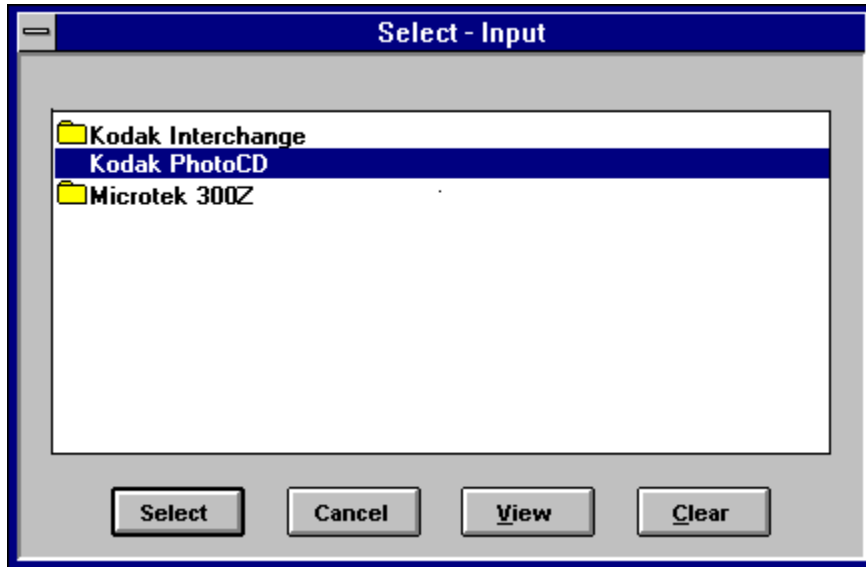 Select - Input
Kodak Interchange
Kodak PhotoCD
Microtek 300Z
Select Cancel View Clear